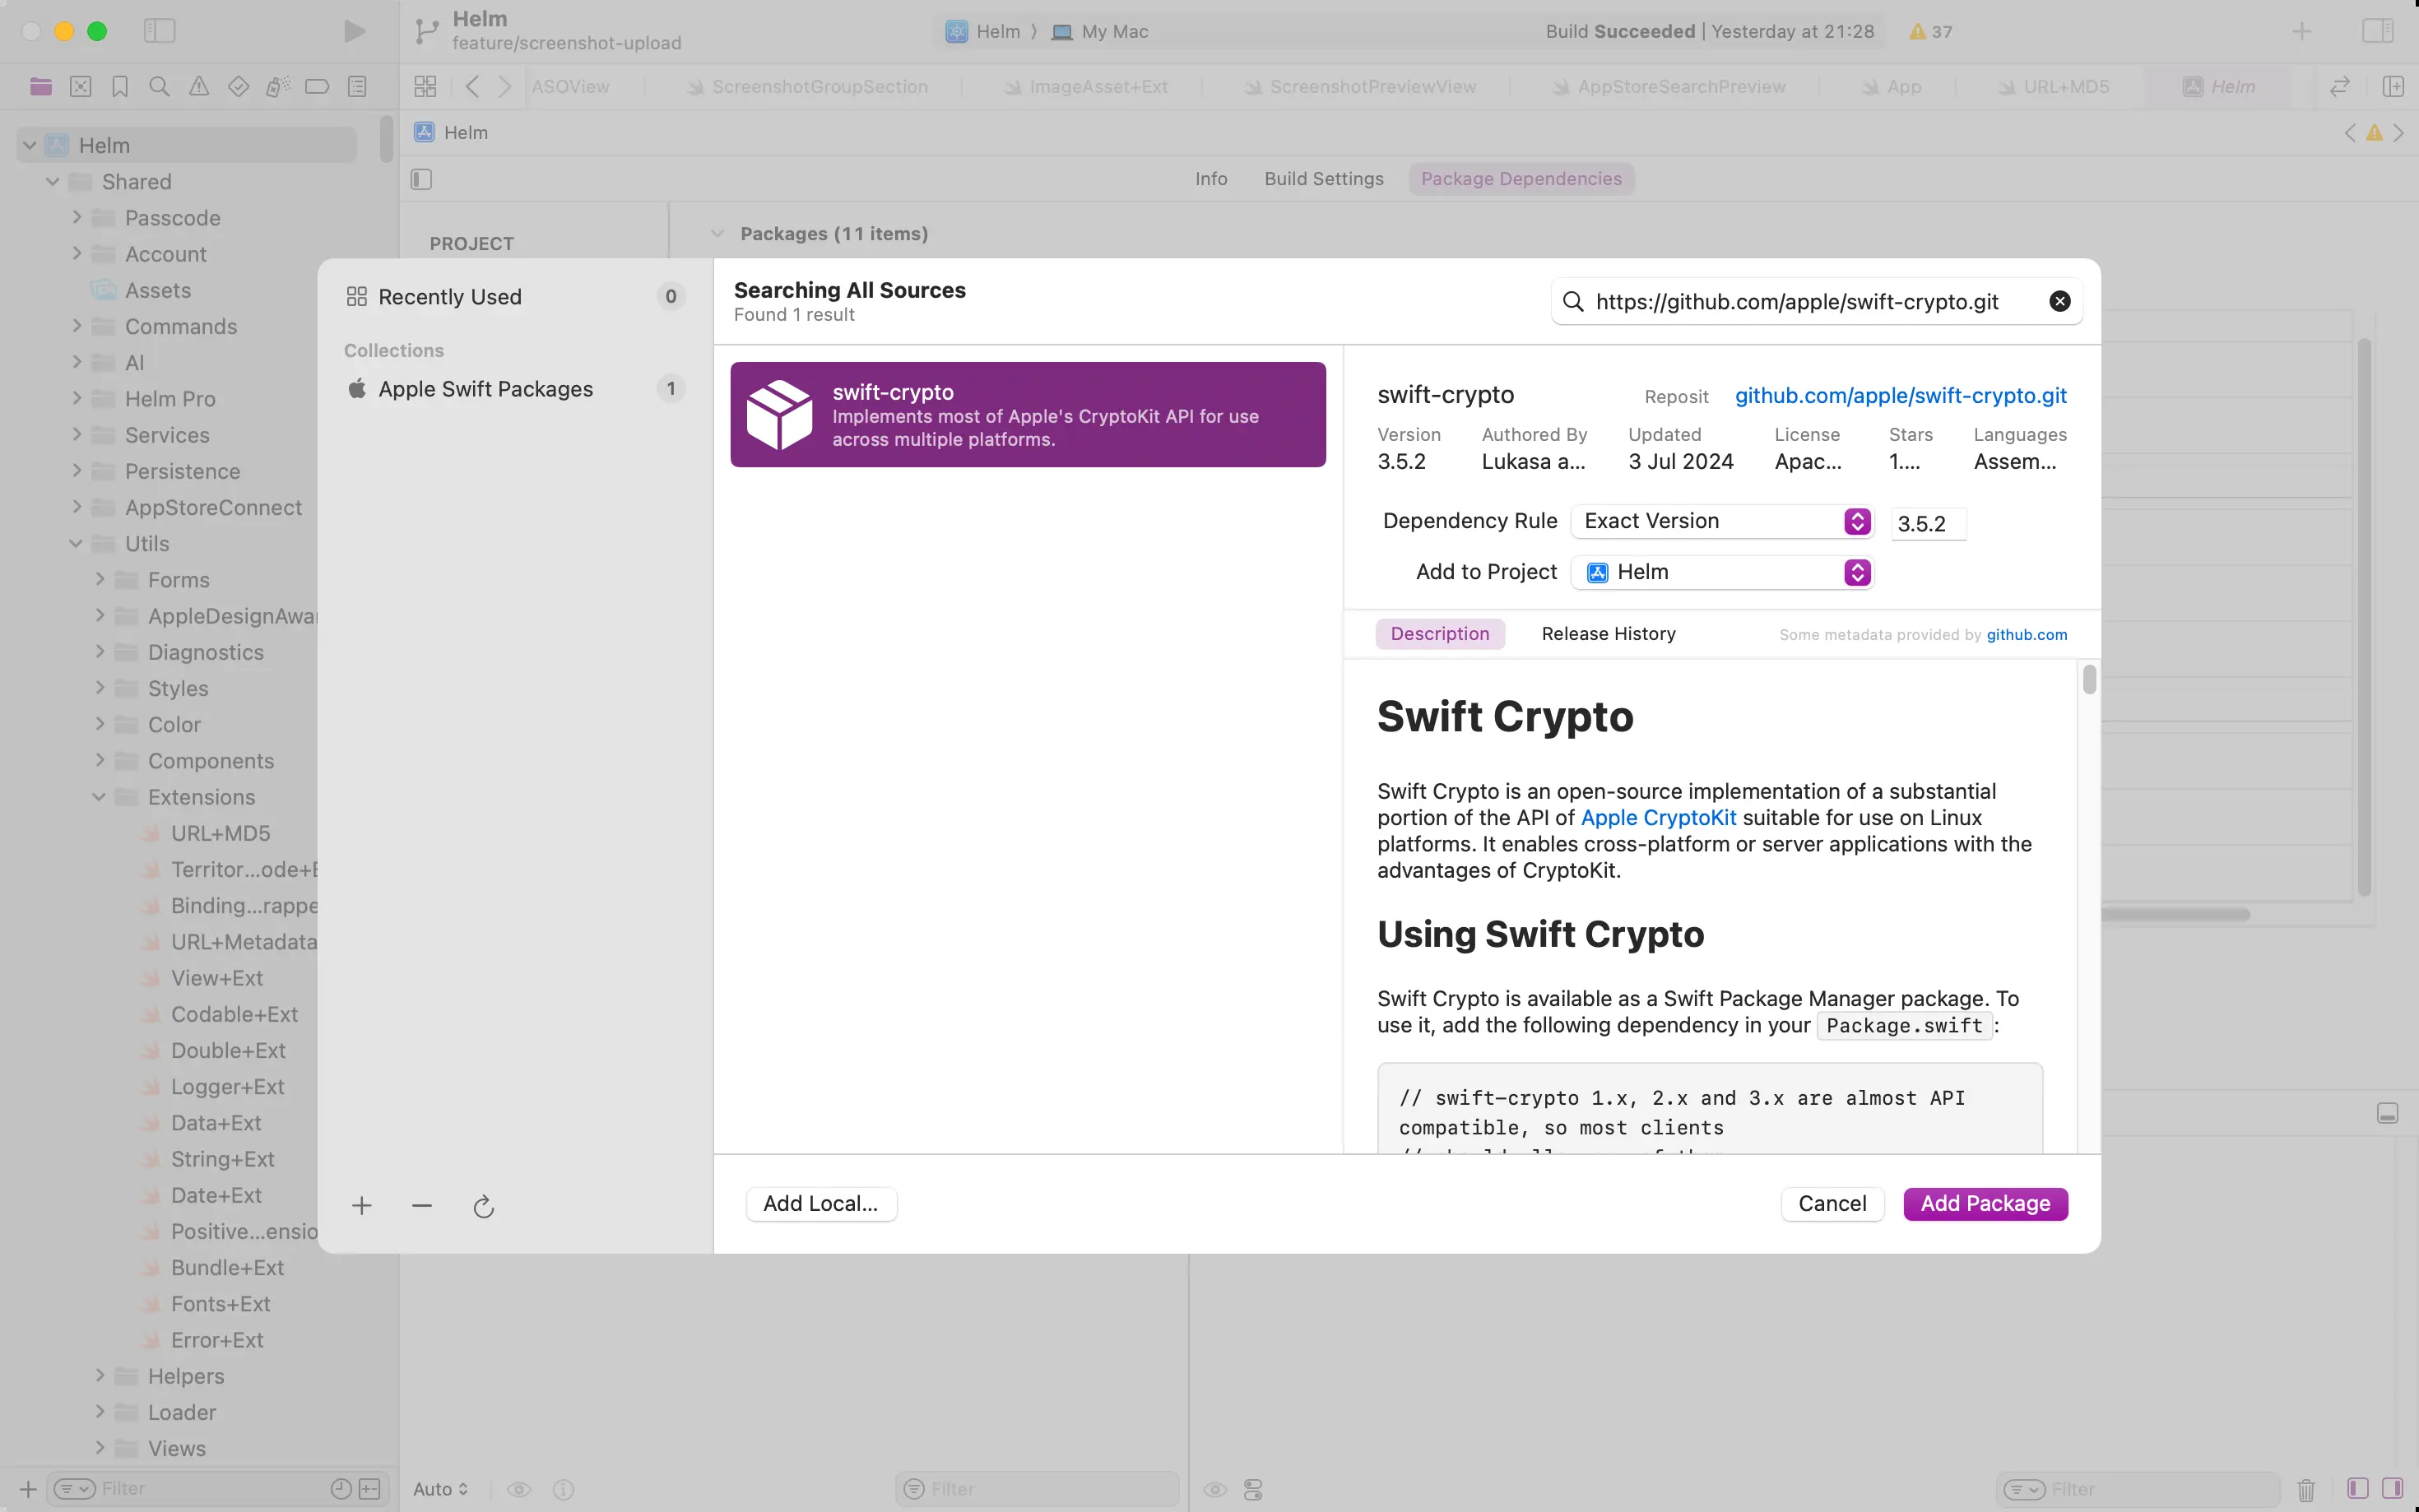 Helm
feature/screenshot-upload
Helm ⟩ My Mac
Build Succeeded | Yesterday at 21:28
37
ASOView
ScreenshotGroupSection
ImageAsset+Ext
ScreenshotPreviewView
AppStoreSearchPreview
App
URL+MD5
Helm
Helm
Info
Build Settings
Package Dependencies
PROJECT
Packages (11 items)
Helm
Shared
Passcode
Account
Assets
Commands
AI
Helm Pro
Services
Persistence
AppStoreConnect
Utils
Forms
AppleDesignAwar
Diagnostics
Styles
Color
Components
Extensions
URL+MD5
Territor...ode+E
Binding...rappe
URL+Metadata
View+Ext
Codable+Ext
Double+Ext
Logger+Ext
Data+Ext
String+Ext
Date+Ext
Positive...ensio
Bundle+Ext
Fonts+Ext
Error+Ext
Helpers
Loader
Views
Filter
Recently Used
0
Collections
Apple Swift Packages
1
Searching All Sources
Found 1 result
https://github.com/apple/swift-crypto.git
swift-crypto
Implements most of Apple's CryptoKit API for use
across multiple platforms.
swift-crypto
Reposit
github.com/apple/swift-crypto.git
Version
3.5.2
Authored By
Lukasa a...
Updated
3 Jul 2024
License
Apac...
Stars
1....
Languages
Assem...
Dependency Rule
Exact Version
3.5.2
Add to Project
Helm
Description
Release History
Some metadata provided by github.com
Swift Crypto
Swift Crypto is an open-source implementation of a substantial
portion of the API of Apple CryptoKit suitable for use on Linux
platforms. It enables cross-platform or server applications with the
advantages of CryptoKit.
Using Swift Crypto
Swift Crypto is available as a Swift Package Manager package. To
use it, add the following dependency in your Package.swift:
// swift-crypto 1.x, 2.x and 3.x are almost API
compatible, so most clients
Add Local...
Cancel
Add Package
Auto
Filter
Filter